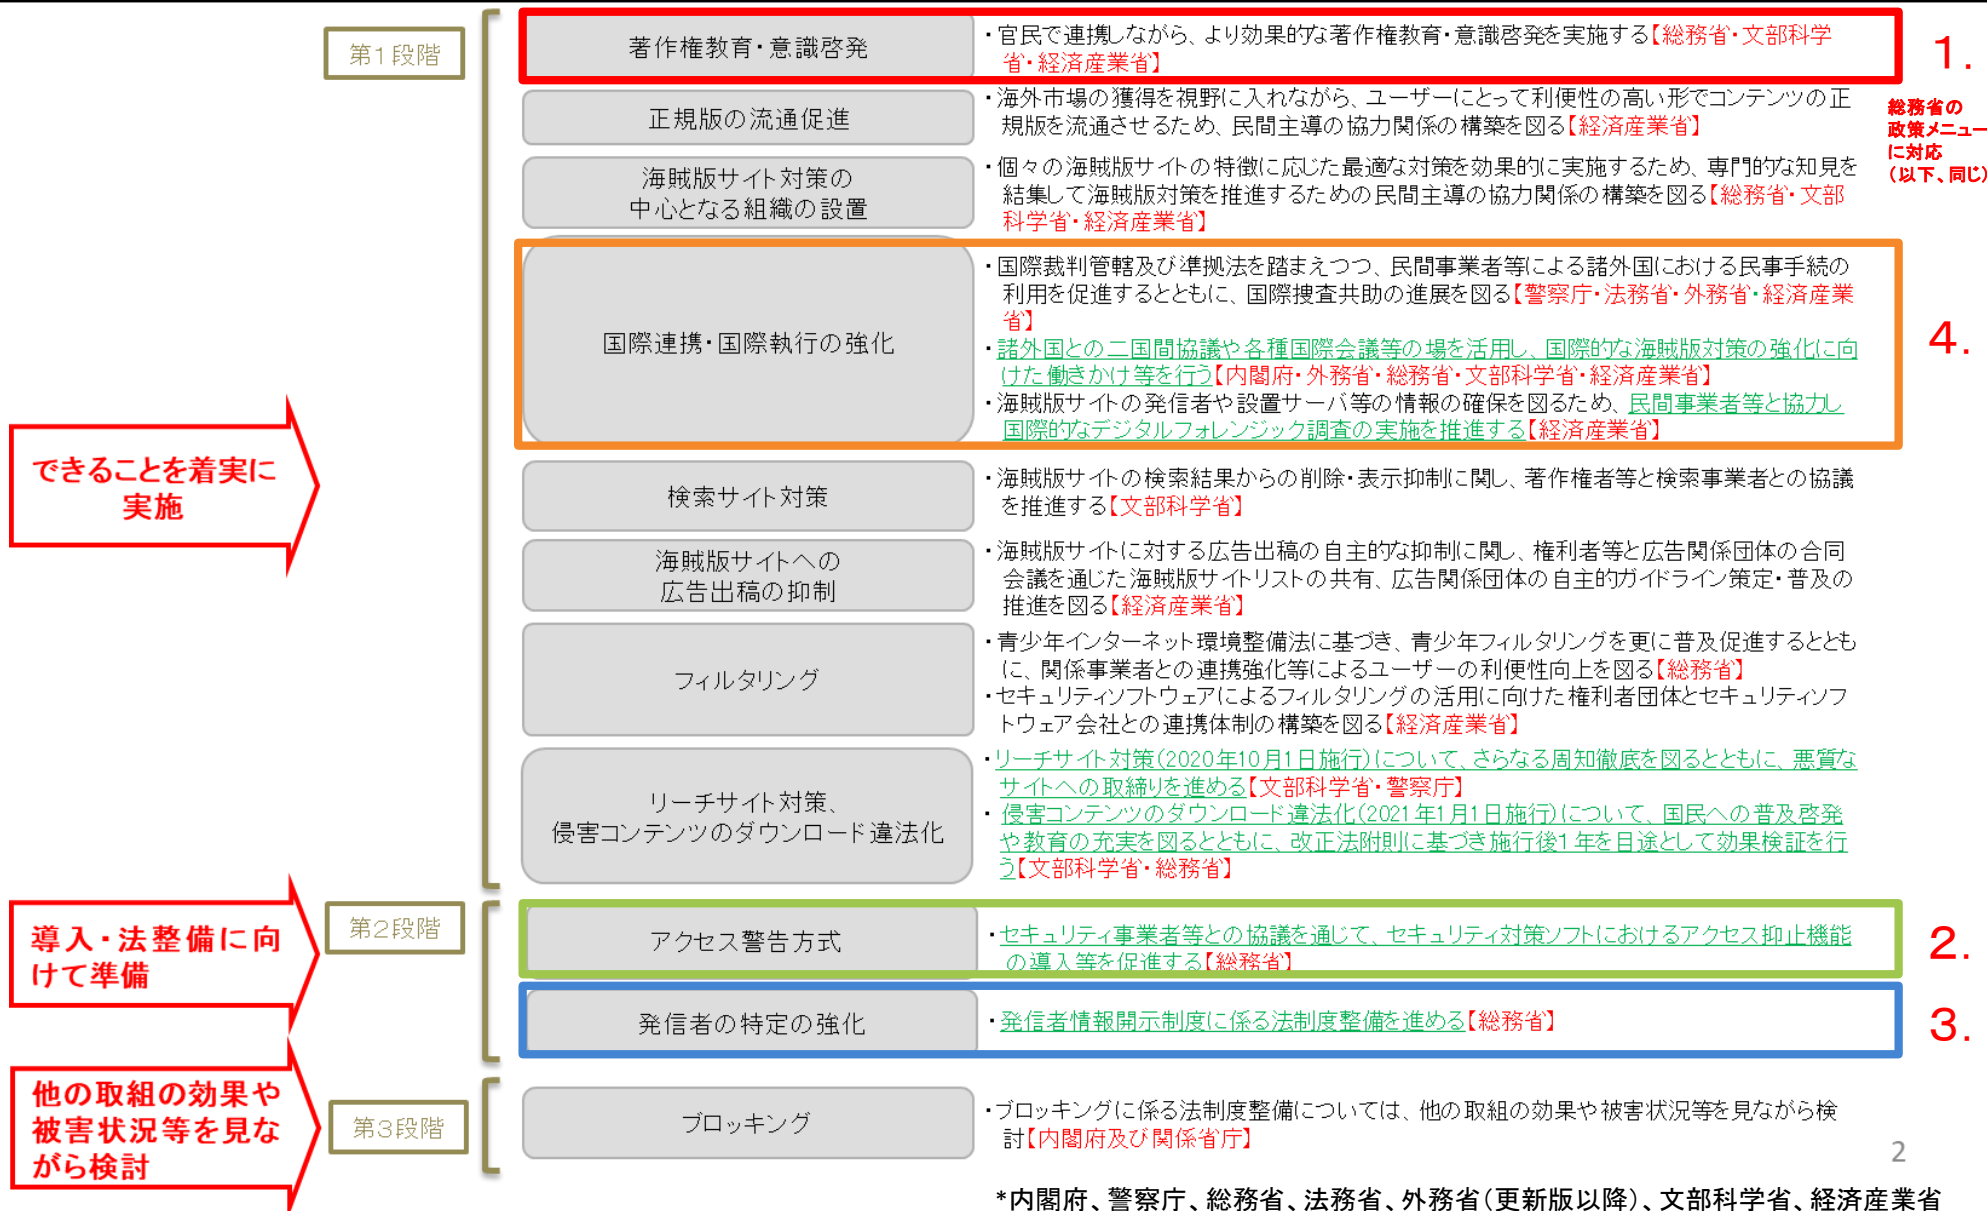 第1段階
著作権教育・意識啓発
・官民で連携しながら、より効果的な著作権教育・意識啓発を実施する【総務省・文部科学
省・経済産業省】
1.
総務省の
政策メニュー
に対応
(以下、同じ)
正規版の流通促進
・海外市場の獲得を視野に入れながら、ユーザーにとって利便性の高い形でコンテンツの正
規版を流通させるため、民間主導の協力関係の構築を図る【経済産業省】
海賊版サイト対策の
中心となる組織の設置
・個々の海賊版サイトの特徴に応じた最適な対策を効果的に実施するため、専門的な知見を
結集して海賊版対策を推進するための民間主導の協力関係の構築を図る【総務省・文部
科学省・経済産業省】
国際連携・国際執行の強化
・国際裁判管轄及び準拠法を踏まえつつ、民間事業者等による諸外国における民事手続の
利用を促進するとともに、国際捜査共助の進展を図る【警察庁・法務省・外務省・経済産業
省】
・諸外国との二国間協議や各種国際会議等の場を活用し、国際的な海賊版対策の強化に向
けた働きかけ等を行う【内閣府・外務省・総務省・文部科学省・経済産業省】
・海賊版サイトの発信者や設置サーバ等の情報の確保を図るため、民間事業者等と協力し
国際的なデジタルフォレンジック調査の実施を推進する【経済産業省】
4.
できることを着実に
実施
検索サイト対策
・海賊版サイトの検索結果からの削除・表示抑制に関し、著作権者等と検索事業者との協議
を推進する【文部科学省】
海賊版サイトへの
広告出稿の抑制
・海賊版サイトに対する広告出稿の自主的な抑制に関し、権利者等と広告関係団体の合同
会議を通じた海賊版サイトリストの共有、広告関係団体の自主的ガイドライン策定・普及の
推進を図る【経済産業省】
フィルタリング
・青少年インターネット環境整備法に基づき、青少年フィルタリングを更に普及促進するととも
に、関係事業者との連携強化等によるユーザーの利便性向上を図る【総務省】
・セキュリティソフトウェアによるフィルタリングの活用に向けた権利者団体とセキュリティソフ
トウェア会社との連携体制の構築を図る【経済産業省】
リーチサイト対策、
侵害コンテンツのダウンロード違法化
・リーチサイト対策(2020年10月1日施行)について、さらなる周知徹底を図るとともに、悪質な
サイトへの取締りを進める【文部科学省・警察庁】
・侵害コンテンツのダウンロード違法化(2021年1月1日施行)について、国民への普及啓発
や教育の充実を図るとともに、改正法附則に基づき施行後1年を目途として効果検証を行
う【文部科学省・総務省】
導入・法整備に向
けて準備
第2段階
アクセス警告方式
・セキュリティ事業者等との協議を通じて、セキュリティ対策ソフトにおけるアクセス抑止機能
の導入等を促進する【総務省】
2.
発信者の特定の強化
・発信者情報開示制度に係る法制度整備を進める【総務省】
3.
他の取組の効果や
被害状況等を見な
がら検討
第3段階
ブロッキング
・ブロッキングに係る法制度整備については、他の取組の効果や被害状況等を見ながら検
討【内閣府及び関係省庁】
2
*内閣府、警察庁、総務省、法務省、外務省(更新版以降)、文部科学省、経済産業省